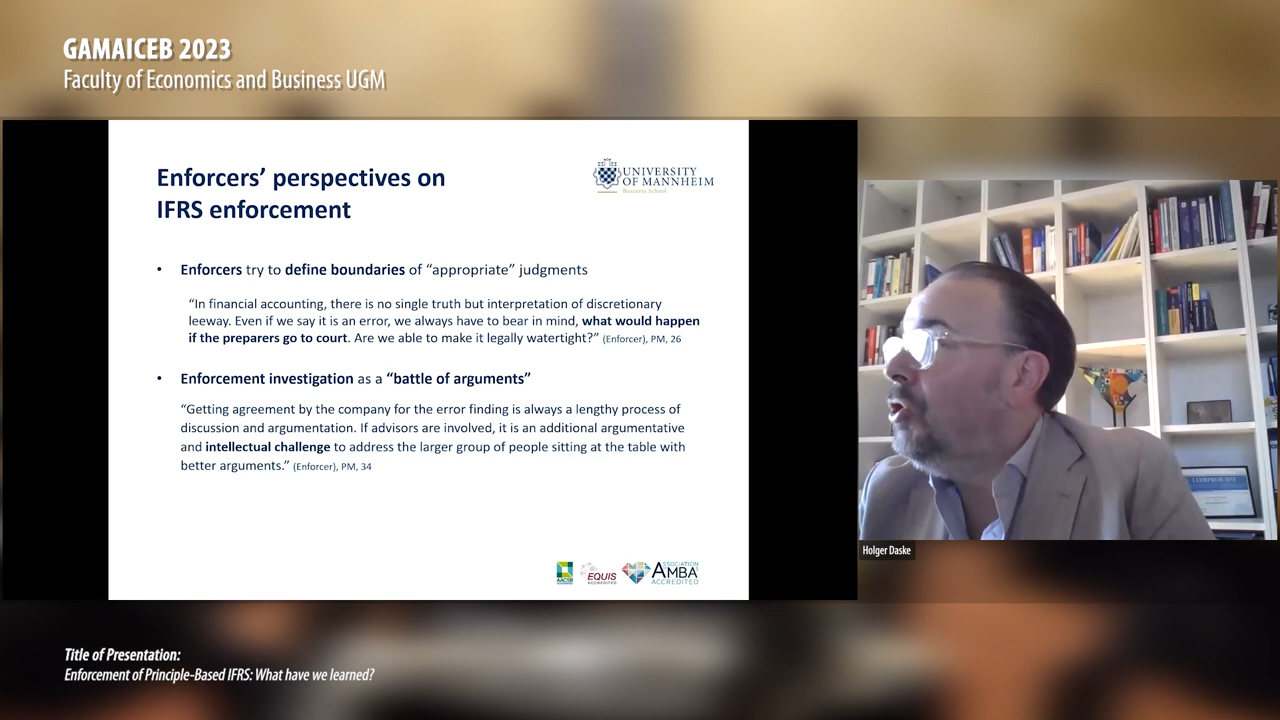 GAMAICEB 2023
Faculty of Economics and Business UGM
Enforcers’ perspectives on
IFRS enforcement
UNIVERSITY
OF MANNHEIM
Business School
• Enforcers try to define boundaries of “appropriate” judgments
“In financial accounting, there is no single truth but interpretation of discretionary
leeway. Even if we say it is an error, we always have to bear in mind, what would happen
if the preparers go to court. Are we able to make it legally watertight?” (Enforcer), PM, 26
• Enforcement investigation as a “battle of arguments”
“Getting agreement by the company for the error finding is always a lengthy process of
discussion and argumentation. If advisors are involved, it is an additional argumentative
and intellectual challenge to address the larger group of people sitting at the table with
better arguments.” (Enforcer), PM, 34
AACSB
EQUIS
ACCREDITED
ASSOCIATION
AMBA
ACCREDITED
Holger Daske
Title of Presentation:
Enforcement of Principle-Based IFRS: What have we learned?